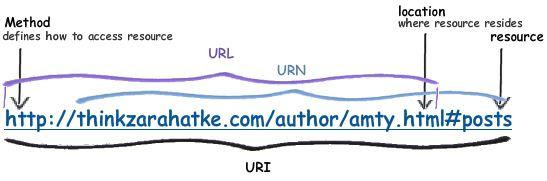 Method
defines how to access resource
location
where resource resides
resource
URL
URN
http://thinkzarahatke.com/author/amty.html#posts
URI